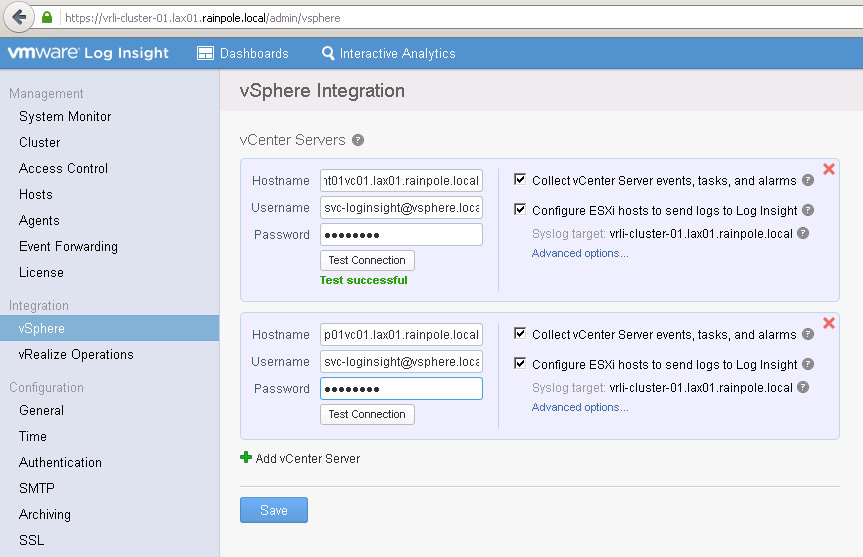 https://vrli-cluster-01.lax01.rainpole.local/admin/vsphere
vmware Log Insight Dashboards Interactive Analytics
Management
System Monitor
Cluster
Access Control
Hosts
Agents
Event Forwarding
License
Integration
vSphere
vRealize Operations
Configuration
General
Time
Authentication
SMTP
Archiving
SSL
vSphere Integration
vCenter Servers ?
Hostname nt01vc01.lax01.rainpole.local
Username svc-loginsight@vsphere.loca
Password ••••••••
Test Connection
Test successful
Collect vCenter Server events, tasks, and alarms ?
Configure ESXi hosts to send logs to Log Insight ?
Syslog target: vrli-cluster-01.lax01.rainpole.local ?
Advanced options...
Hostname p01vc01.lax01.rainpole.local
Username svc-loginsight@vsphere.loca
Password ••••••••
Test Connection
Collect vCenter Server events, tasks, and alarms ?
Configure ESXi hosts to send logs to Log Insight ?
Syslog target: vrli-cluster-01.lax01.rainpole.local ?
Advanced options...
Add vCenter Server
Save